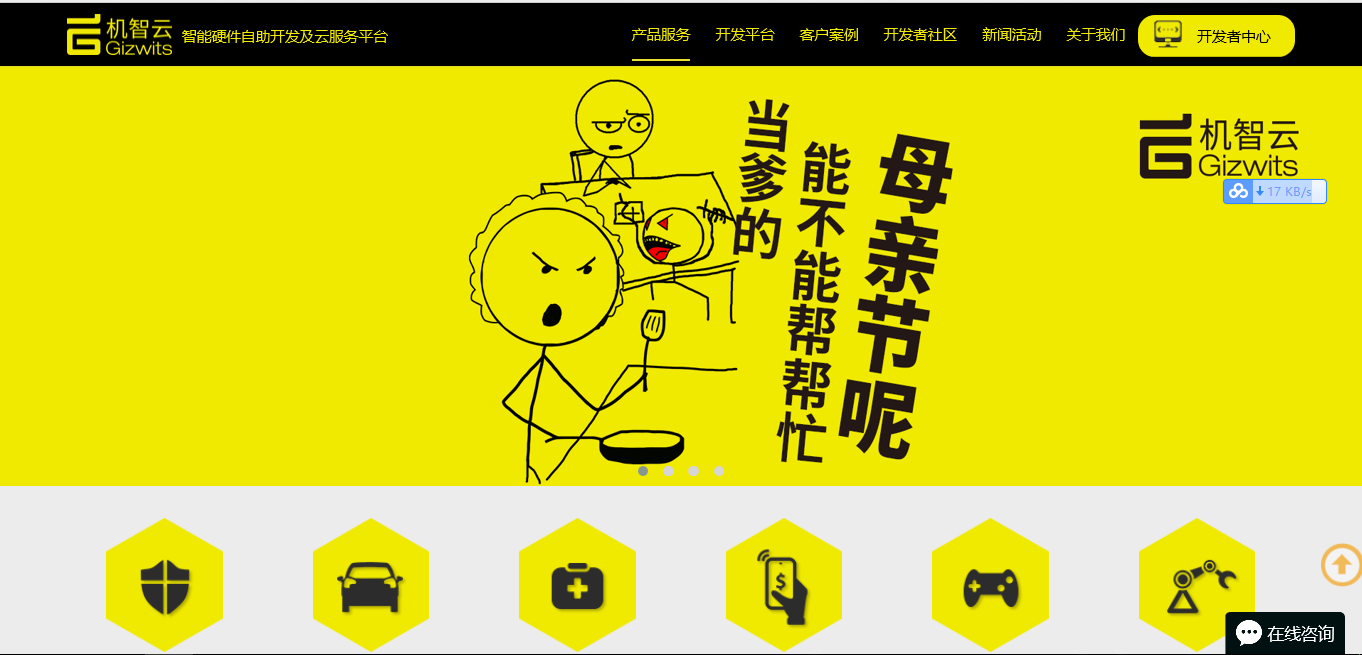 机智云
Gizwits
智能硬件自助开发及云服务平台
产品服务
开发平台
客户案例
开发者社区
新闻活动
关于我们
开发者中心
机智云
Gizwits
17 KB/s
母亲节呢
能不能帮帮忙
当爹的
$
在线咨询